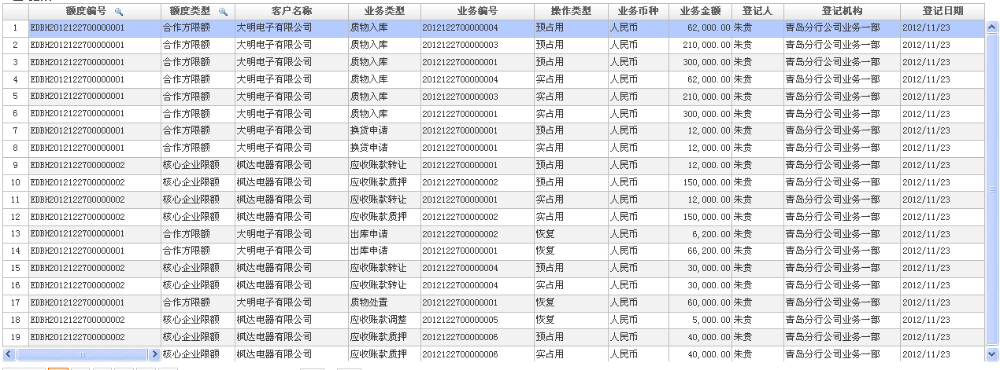 额度编号 额度类型 客户名称 业务类型 业务编号 操作类型 业务币种 业务金额 登记人 登记机构 登记日期
1 EDBH2012122700000001 合作方限额 大明电子有限公司 质物入库 2012122700000004 预占用 人民币 62,000.00 朱贵 青岛分行公司业务一部 2012/11/23
2 EDBH2012122700000001 合作方限额 大明电子有限公司 质物入库 2012122700000003 预占用 人民币 210,000.00 朱贵 青岛分行公司业务一部 2012/11/23
3 EDBH2012122700000001 合作方限额 大明电子有限公司 质物入库 2012122700000001 预占用 人民币 300,000.00 朱贵 青岛分行公司业务一部 2012/11/23
4 EDBH2012122700000001 合作方限额 大明电子有限公司 质物入库 2012122700000004 实占用 人民币 62,000.00 朱贵 青岛分行公司业务一部 2012/11/23
5 EDBH2012122700000001 合作方限额 大明电子有限公司 质物入库 2012122700000003 实占用 人民币 210,000.00 朱贵 青岛分行公司业务一部 2012/11/23
6 EDBH2012122700000001 合作方限额 大明电子有限公司 质物入库 2012122700000001 实占用 人民币 300,000.00 朱贵 青岛分行公司业务一部 2012/11/23
7 EDBH2012122700000001 合作方限额 大明电子有限公司 换货申请 2012122700000001 预占用 人民币 12,000.00 朱贵 青岛分行公司业务一部 2012/11/23
8 EDBH2012122700000001 合作方限额 大明电子有限公司 换货申请 2012122700000001 实占用 人民币 12,000.00 朱贵 青岛分行公司业务一部 2012/11/23
9 EDBH2012122700000002 核心企业限额 枫达电器有限公司 应收账款转让 2012122700000001 预占用 人民币 12,000.00 朱贵 青岛分行公司业务一部 2012/11/23
10 EDBH2012122700000002 核心企业限额 枫达电器有限公司 应收账款质押 2012122700000002 预占用 人民币 150,000.00 朱贵 青岛分行公司业务一部 2012/11/23
11 EDBH2012122700000002 核心企业限额 枫达电器有限公司 应收账款转让 2012122700000001 实占用 人民币 12,000.00 朱贵 青岛分行公司业务一部 2012/11/23
12 EDBH2012122700000002 核心企业限额 枫达电器有限公司 应收账款质押 2012122700000002 实占用 人民币 150,000.00 朱贵 青岛分行公司业务一部 2012/11/23
13 EDBH2012122700000001 合作方限额 大明电子有限公司 出库申请 2012122700000002 恢复 人民币 6,200.00 朱贵 青岛分行公司业务一部 2012/11/23
14 EDBH2012122700000001 合作方限额 大明电子有限公司 出库申请 2012122700000001 恢复 人民币 66,200.00 朱贵 青岛分行公司业务一部 2012/11/23
15 EDBH2012122700000002 核心企业限额 枫达电器有限公司 应收账款转让 2012122700000004 预占用 人民币 30,000.00 朱贵 青岛分行公司业务一部 2012/11/23
16 EDBH2012122700000002 核心企业限额 枫达电器有限公司 应收账款转让 2012122700000004 实占用 人民币 30,000.00 朱贵 青岛分行公司业务一部 2012/11/23
17 EDBH2012122700000001 合作方限额 大明电子有限公司 质物处置 2012122700000001 恢复 人民币 60,000.00 朱贵 青岛分行公司业务一部 2012/11/23
18 EDBH2012122700000002 核心企业限额 枫达电器有限公司 应收账款调整 2012122700000005 恢复 人民币 5,000.00 朱贵 青岛分行公司业务一部 2012/11/23
19 EDBH2012122700000002 核心企业限额 枫达电器有限公司 应收账款质押 2012122700000006 预占用 人民币 40,000.00 朱贵 青岛分行公司业务一部 2012/11/23
核心企业限额 枫达电器有限公司 应收账款质押 2012122700000006 实占用 人民币 40,000.00 朱贵 青岛分行公司业务一部 2012/11/23